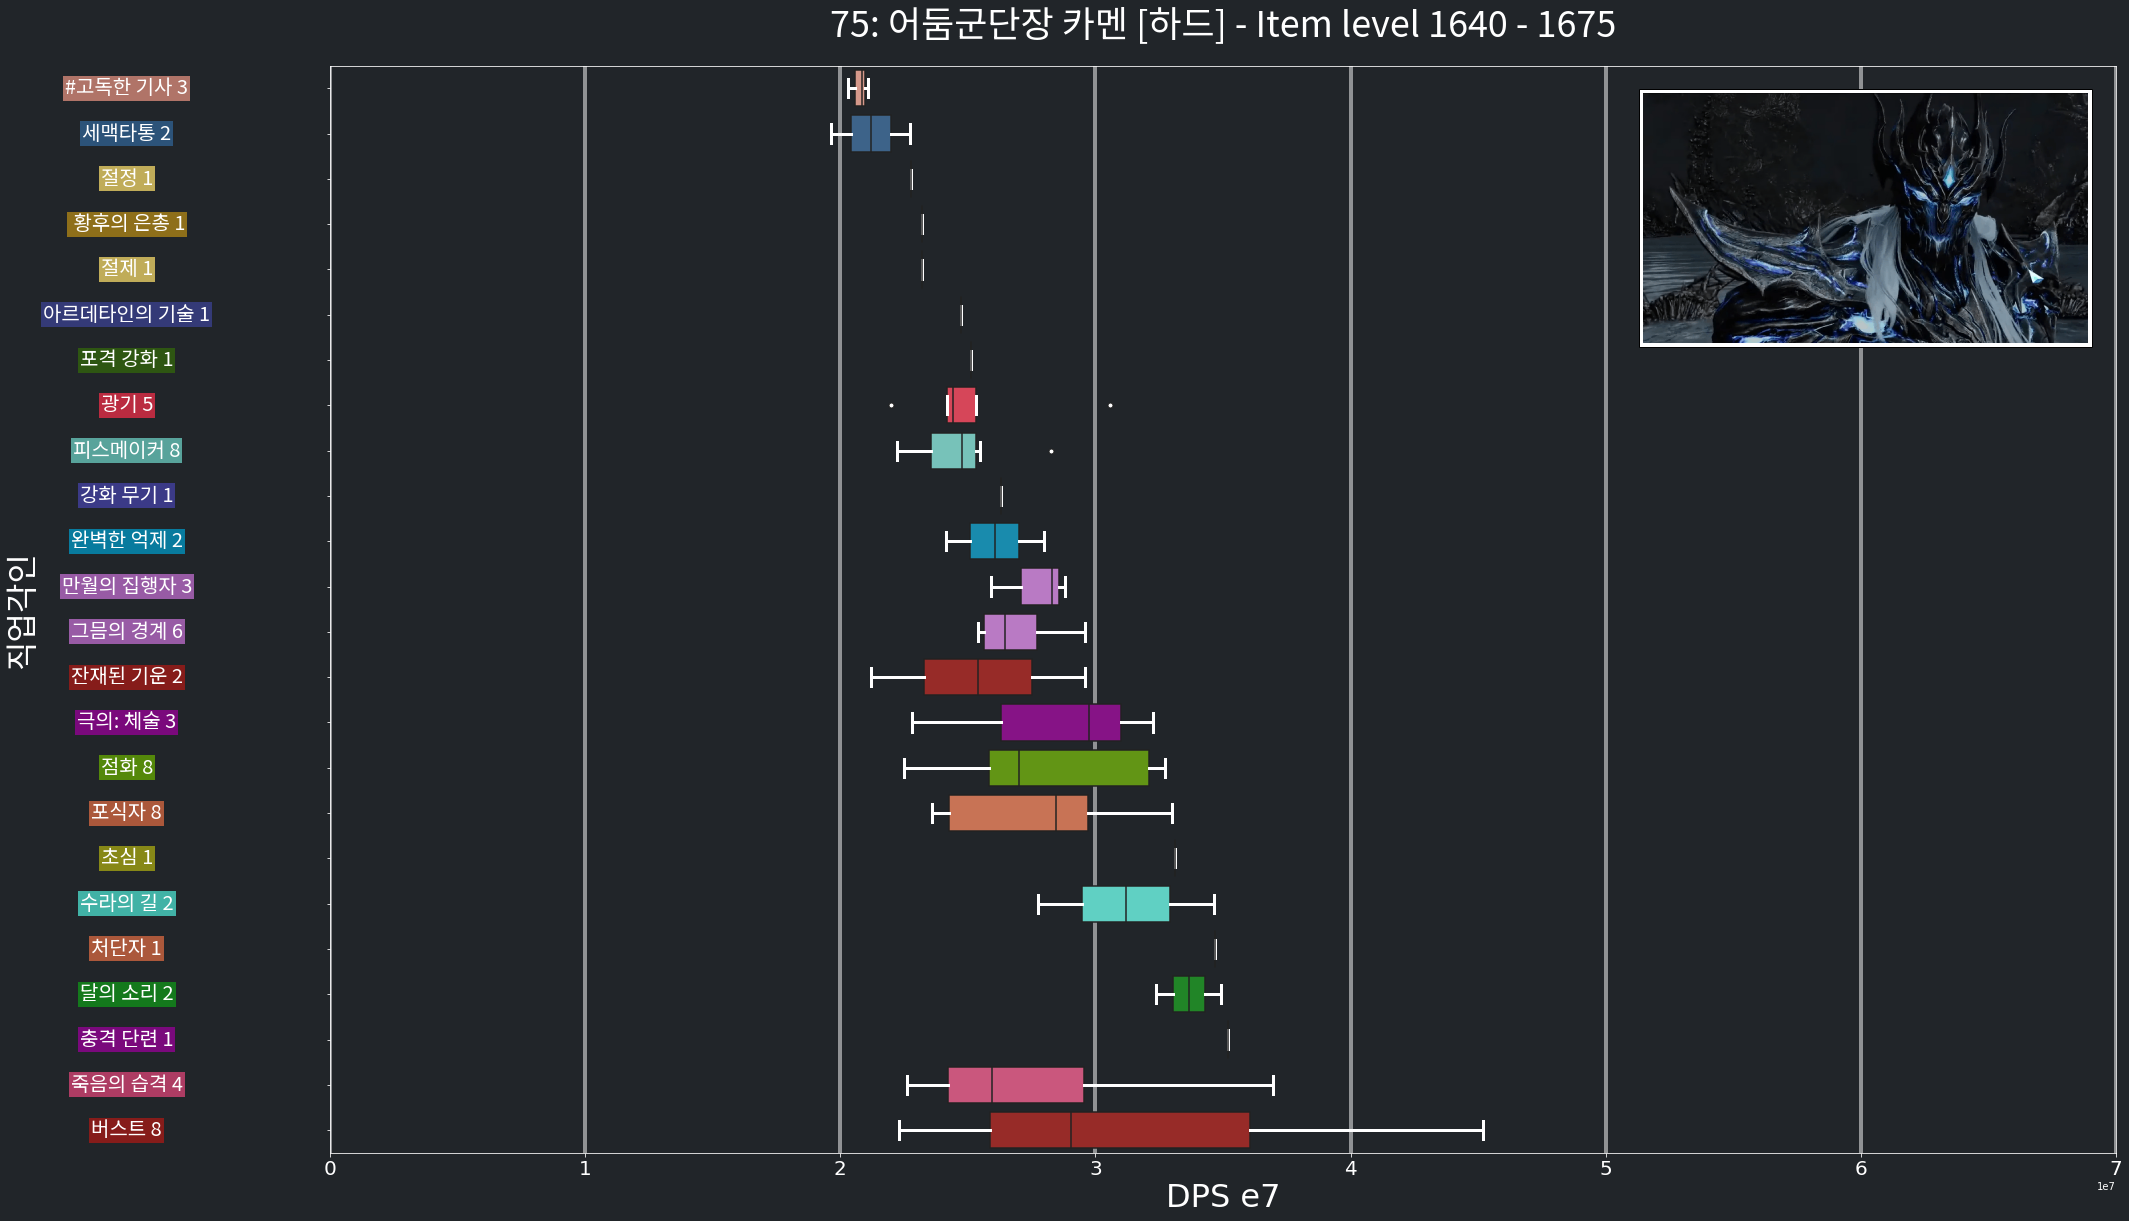 75: 어둠군단장 카멘 [하드] - Item level 1640 - 1675
#고독한 기사 3
세맥타통 2
절정 1
황후의 은총 1
절제 1
아르데타인의 기술 1
포격 강화 1
광기 5
피스메이커 8
강화 무기 1
완벽한 억제 2
만월의 집행자 3
그믐의 경계 6
잔재된 기운 2
극의: 체술 3
점화 8
포식자 8
초심 1
수라의 길 2
처단자 1
달의 소리 2
충격 단련 1
죽음의 습격 4
버스트 8
직업각인
0 1 2 3 4 5 6 7
1e7
DPS e7